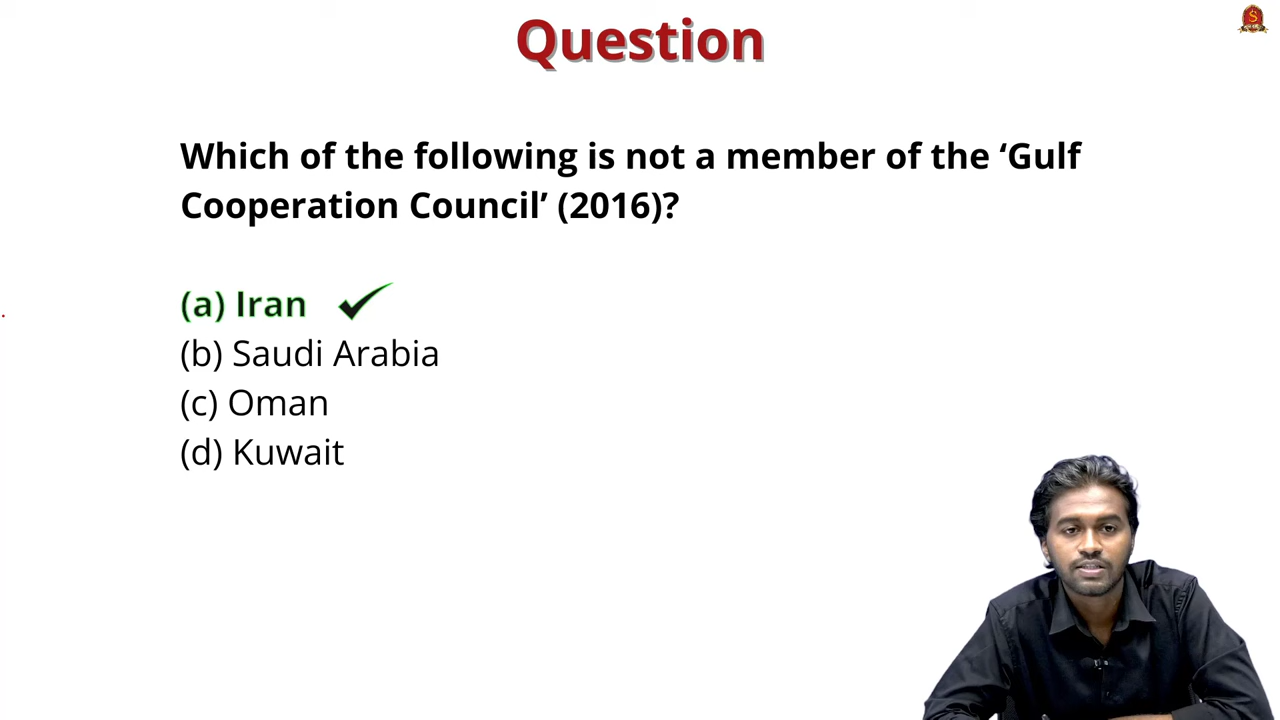 Question
Which of the following is not a member of the ‘Gulf
Cooperation Council’ (2016)?
(a) Iran
(b) Saudi Arabia
(c) Oman
(d) Kuwait